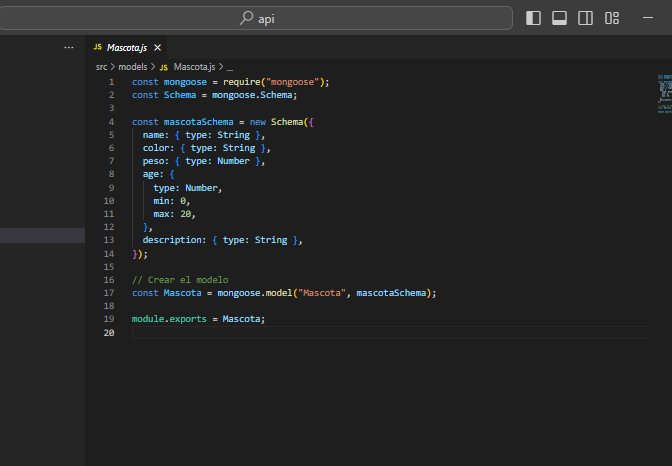 api
JS Mascota.js
src > models > JS Mascota.js > ...
1 const mongoose = require("mongoose");
2 const Schema = mongoose.Schema;
3
4 const mascotaSchema = new Schema({
5   name: { type: String },
6   color: { type: String },
7   peso: { type: Number },
8   age: {
9     type: Number,
10     min: 0,
11     max: 20,
12   },
13   description: { type: String },
14 });
15
16 // Crear el modelo
17 const Mascota = mongoose.model("Mascota", mascotaSchema);
18
19 module.exports = Mascota;
20